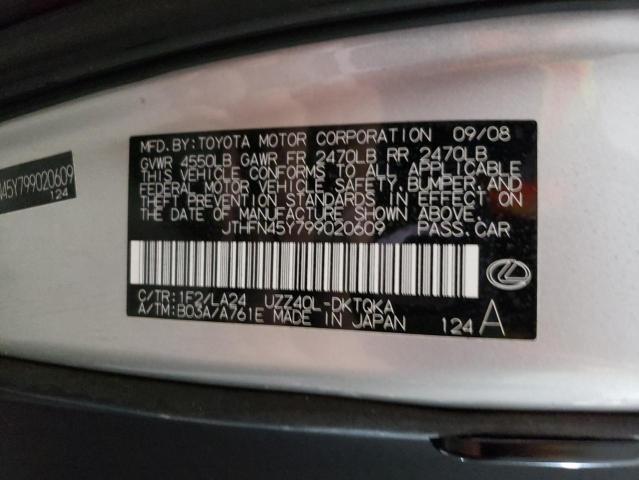 MFD. BY: TOYOTA MOTOR CORPORATION 09/08
GVWR 4550LB GAWR FR 2470LB RR 2470LB
THIS VEHICLE CONFORMS TO ALL APPLICABLE
FEDERAL MOTOR VEHICLE SAFETY, BUMPER, AND
THEFT PREVENTION STANDARDS IN EFFECT ON
THE DATE OF MANUFACTURE SHOWN ABOVE.
JTHFN45Y799020609 PASS. CAR
C/TR: 1F2/LA24 UZZ40L-DKTQKA
A/TM: B03A/A761E MADE IN JAPAN 124 A
45Y799020609
124